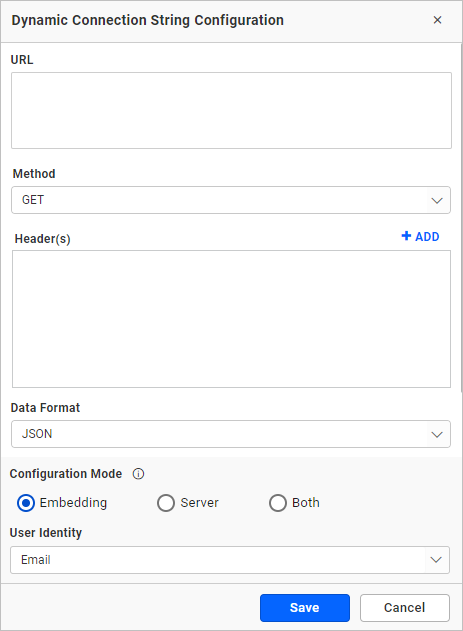 Dynamic Connection String Configuration
URL
Method
GET
Header(s)
ADD
Data Format
JSON
Configuration Mode
Embedding Server Both
User Identity
Email
Save Cancel